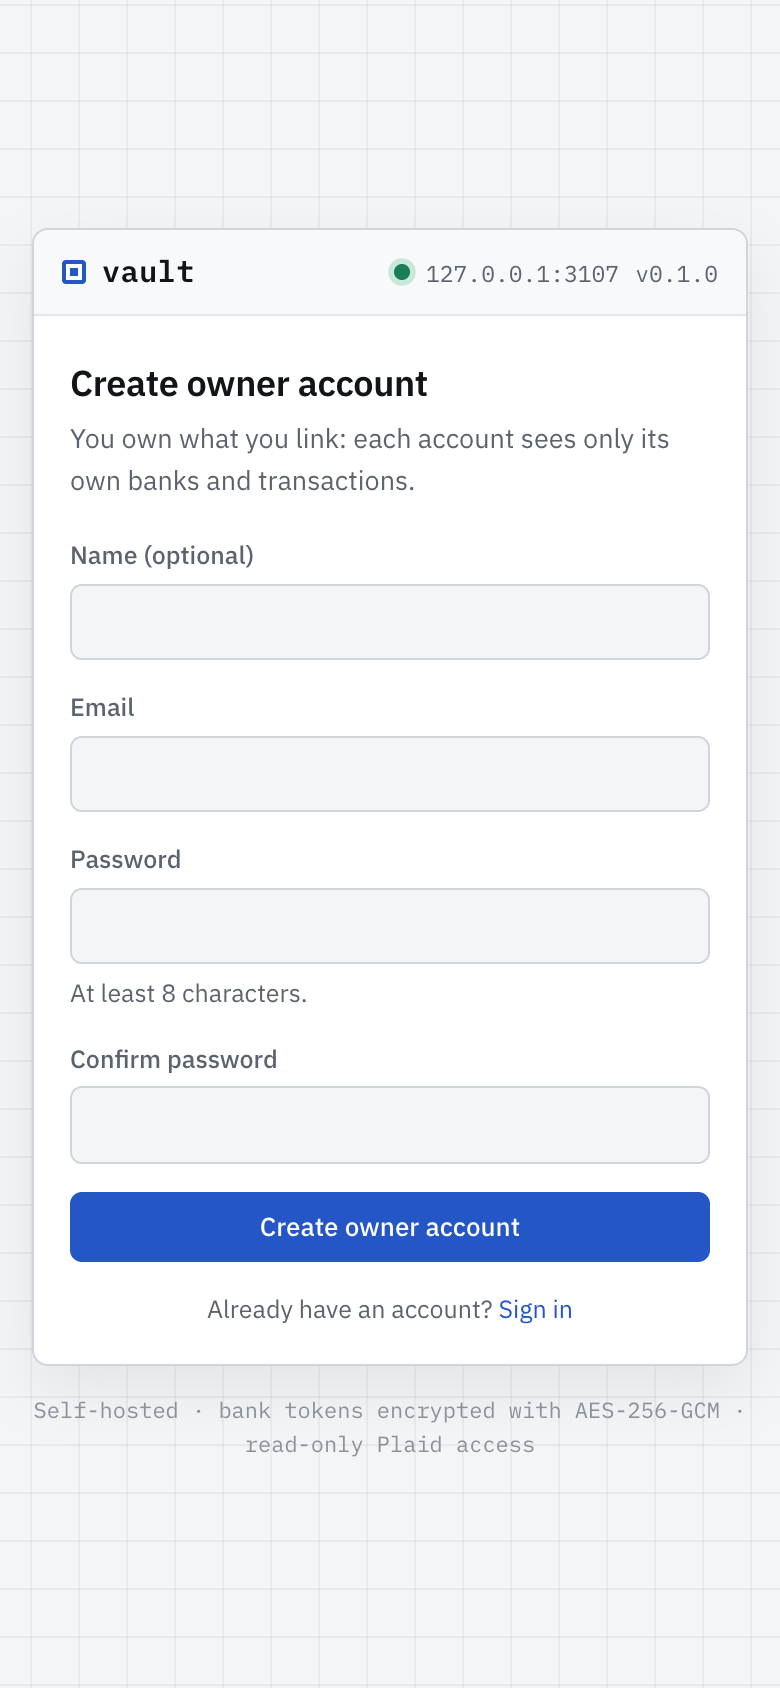 vault
127.0.0.1:3107 v0.1.0
Create owner account
You own what you link: each account sees only its
own banks and transactions.
Name (optional)
Email
Password
At least 8 characters.
Confirm password
Create owner account
Already have an account? Sign in
Self-hosted · bank tokens encrypted with AES-256-GCM ·
read-only Plaid access